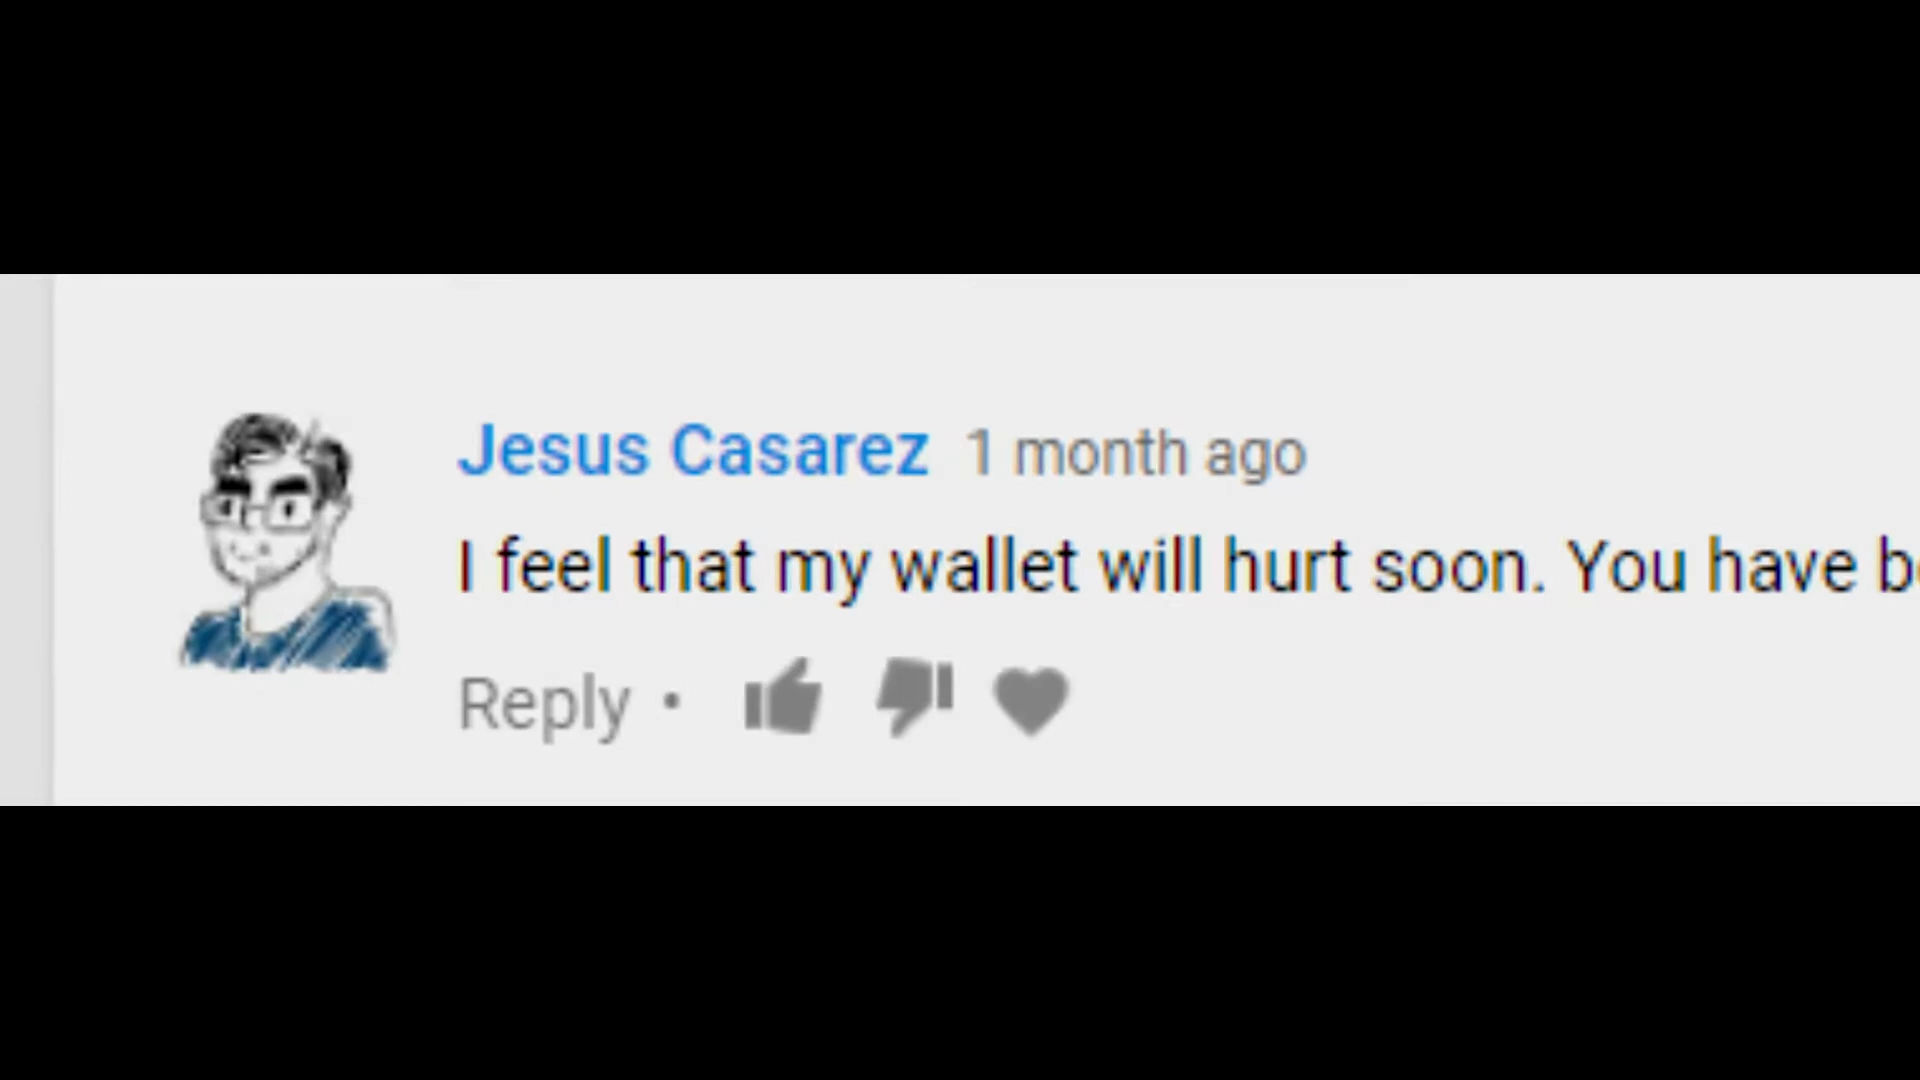 Jesus Casarez 1 month ago
I feel that my wallet will hurt soon. You have
Reply •